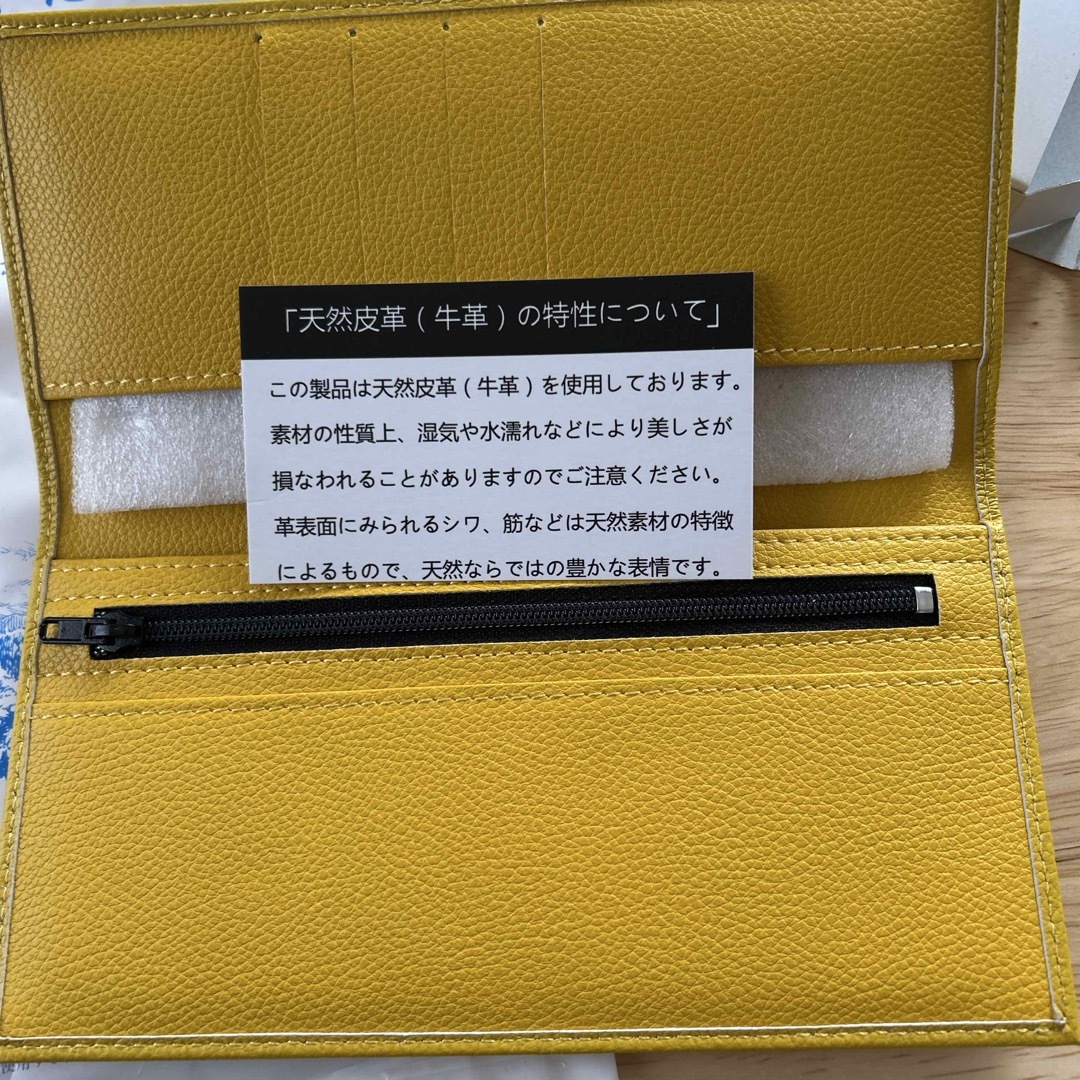 「天然皮革(牛革)の特性について」
この製品は天然皮革(牛革)を使用しております。
素材の性質上、湿気や水濡れなどにより美しさが
損なわれることがありますのでご注意ください。
革表面にみられるシワ、筋などは天然素材の特徴
によるもので、天然ならではの豊かな表情です。